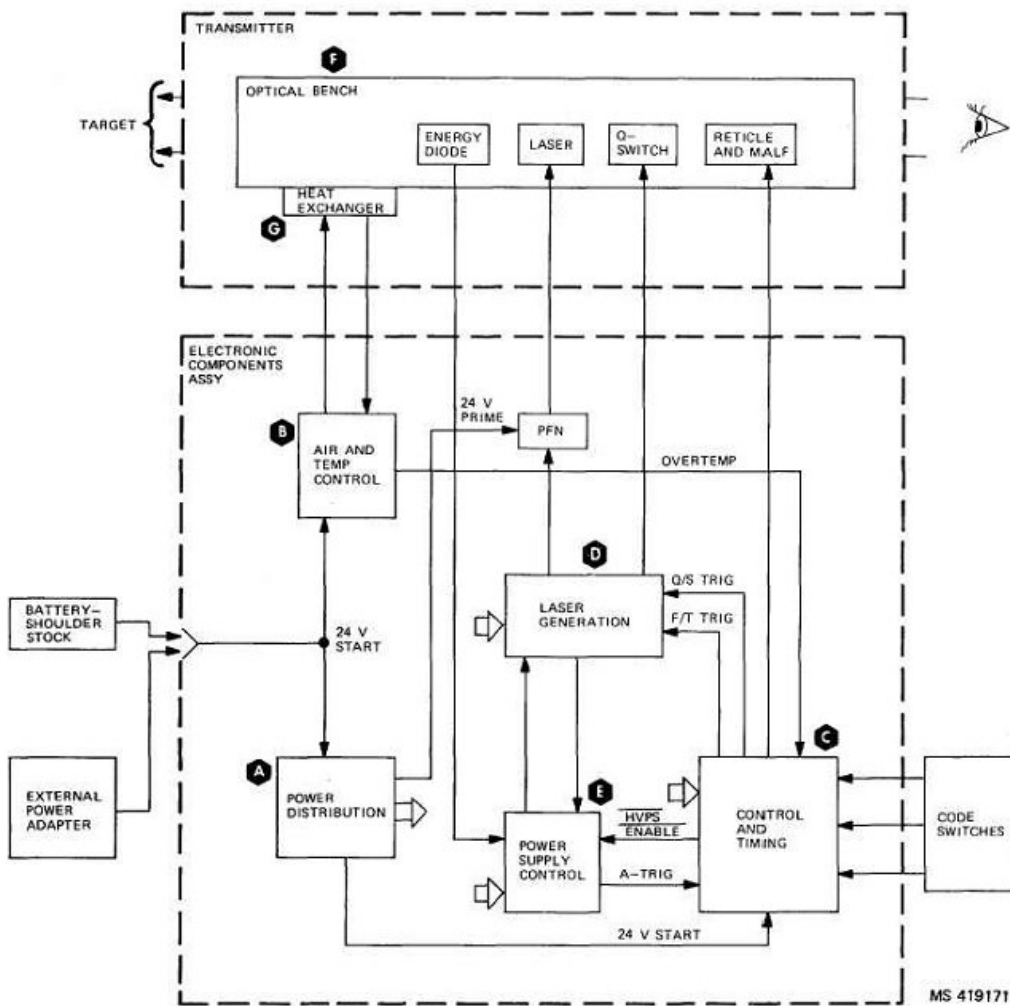 TRANSMITTER
F
OPTICAL BENCH
TARGET
ENERGY
DIODE
LASER
Q-
SWITCH
RETICLE
AND MALF
HEAT
EXCHANGER
G
ELECTRONIC
COMPONENTS
ASSY
24 V
PRIME
B
PFN
AIR AND
TEMP
CONTROL
OVERTEMP
D
Q/S TRIG
LASER
GENERATION
F/T TRIG
BATTERY-
SHOULDER
STOCK
24 V
START
C
A
E
EXTERNAL
POWER
ADAPTER
POWER
DISTRIBUTION
HVPS
ENABLE
CONTROL
AND
TIMING
CODE
SWITCHES
POWER
SUPPLY
CONTROL
A-TRIG
24 V START
MS 419171